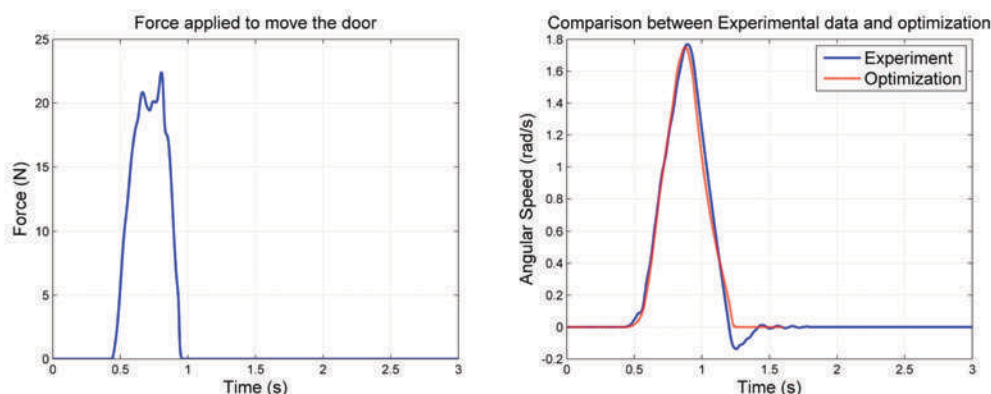 Force applied to move the door
25
20
15
10
5
0
Force (N)
0 0.5 1 1.5 2 2.5 3
Time (s)
Comparison between Experimental data and optimization
1.8
1.6
1.4
1.2
1
0.8
0.6
0.4
0.2
0
-0.2
Angular Speed (rad/s)
Experiment
Optimization
0 0.5 1 1.5 2 2.5 3
Time (s)